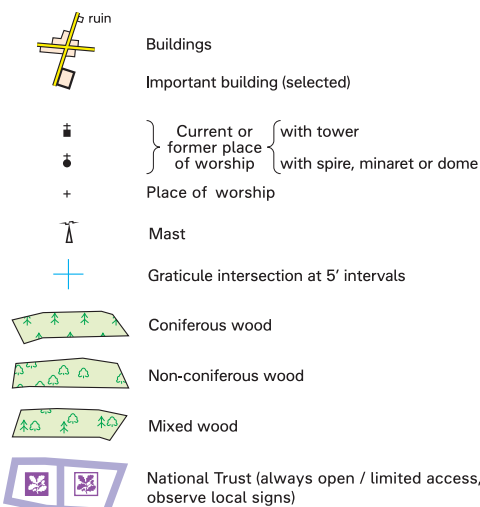 ruin
Buildings
Important building (selected)
Current or
former place
of worship
with tower
with spire, minaret or dome
Place of worship
Mast
Graticule intersection at 5’ intervals
Coniferous wood
Non-coniferous wood
Mixed wood
National Trust (always open / limited access,
observe local signs)